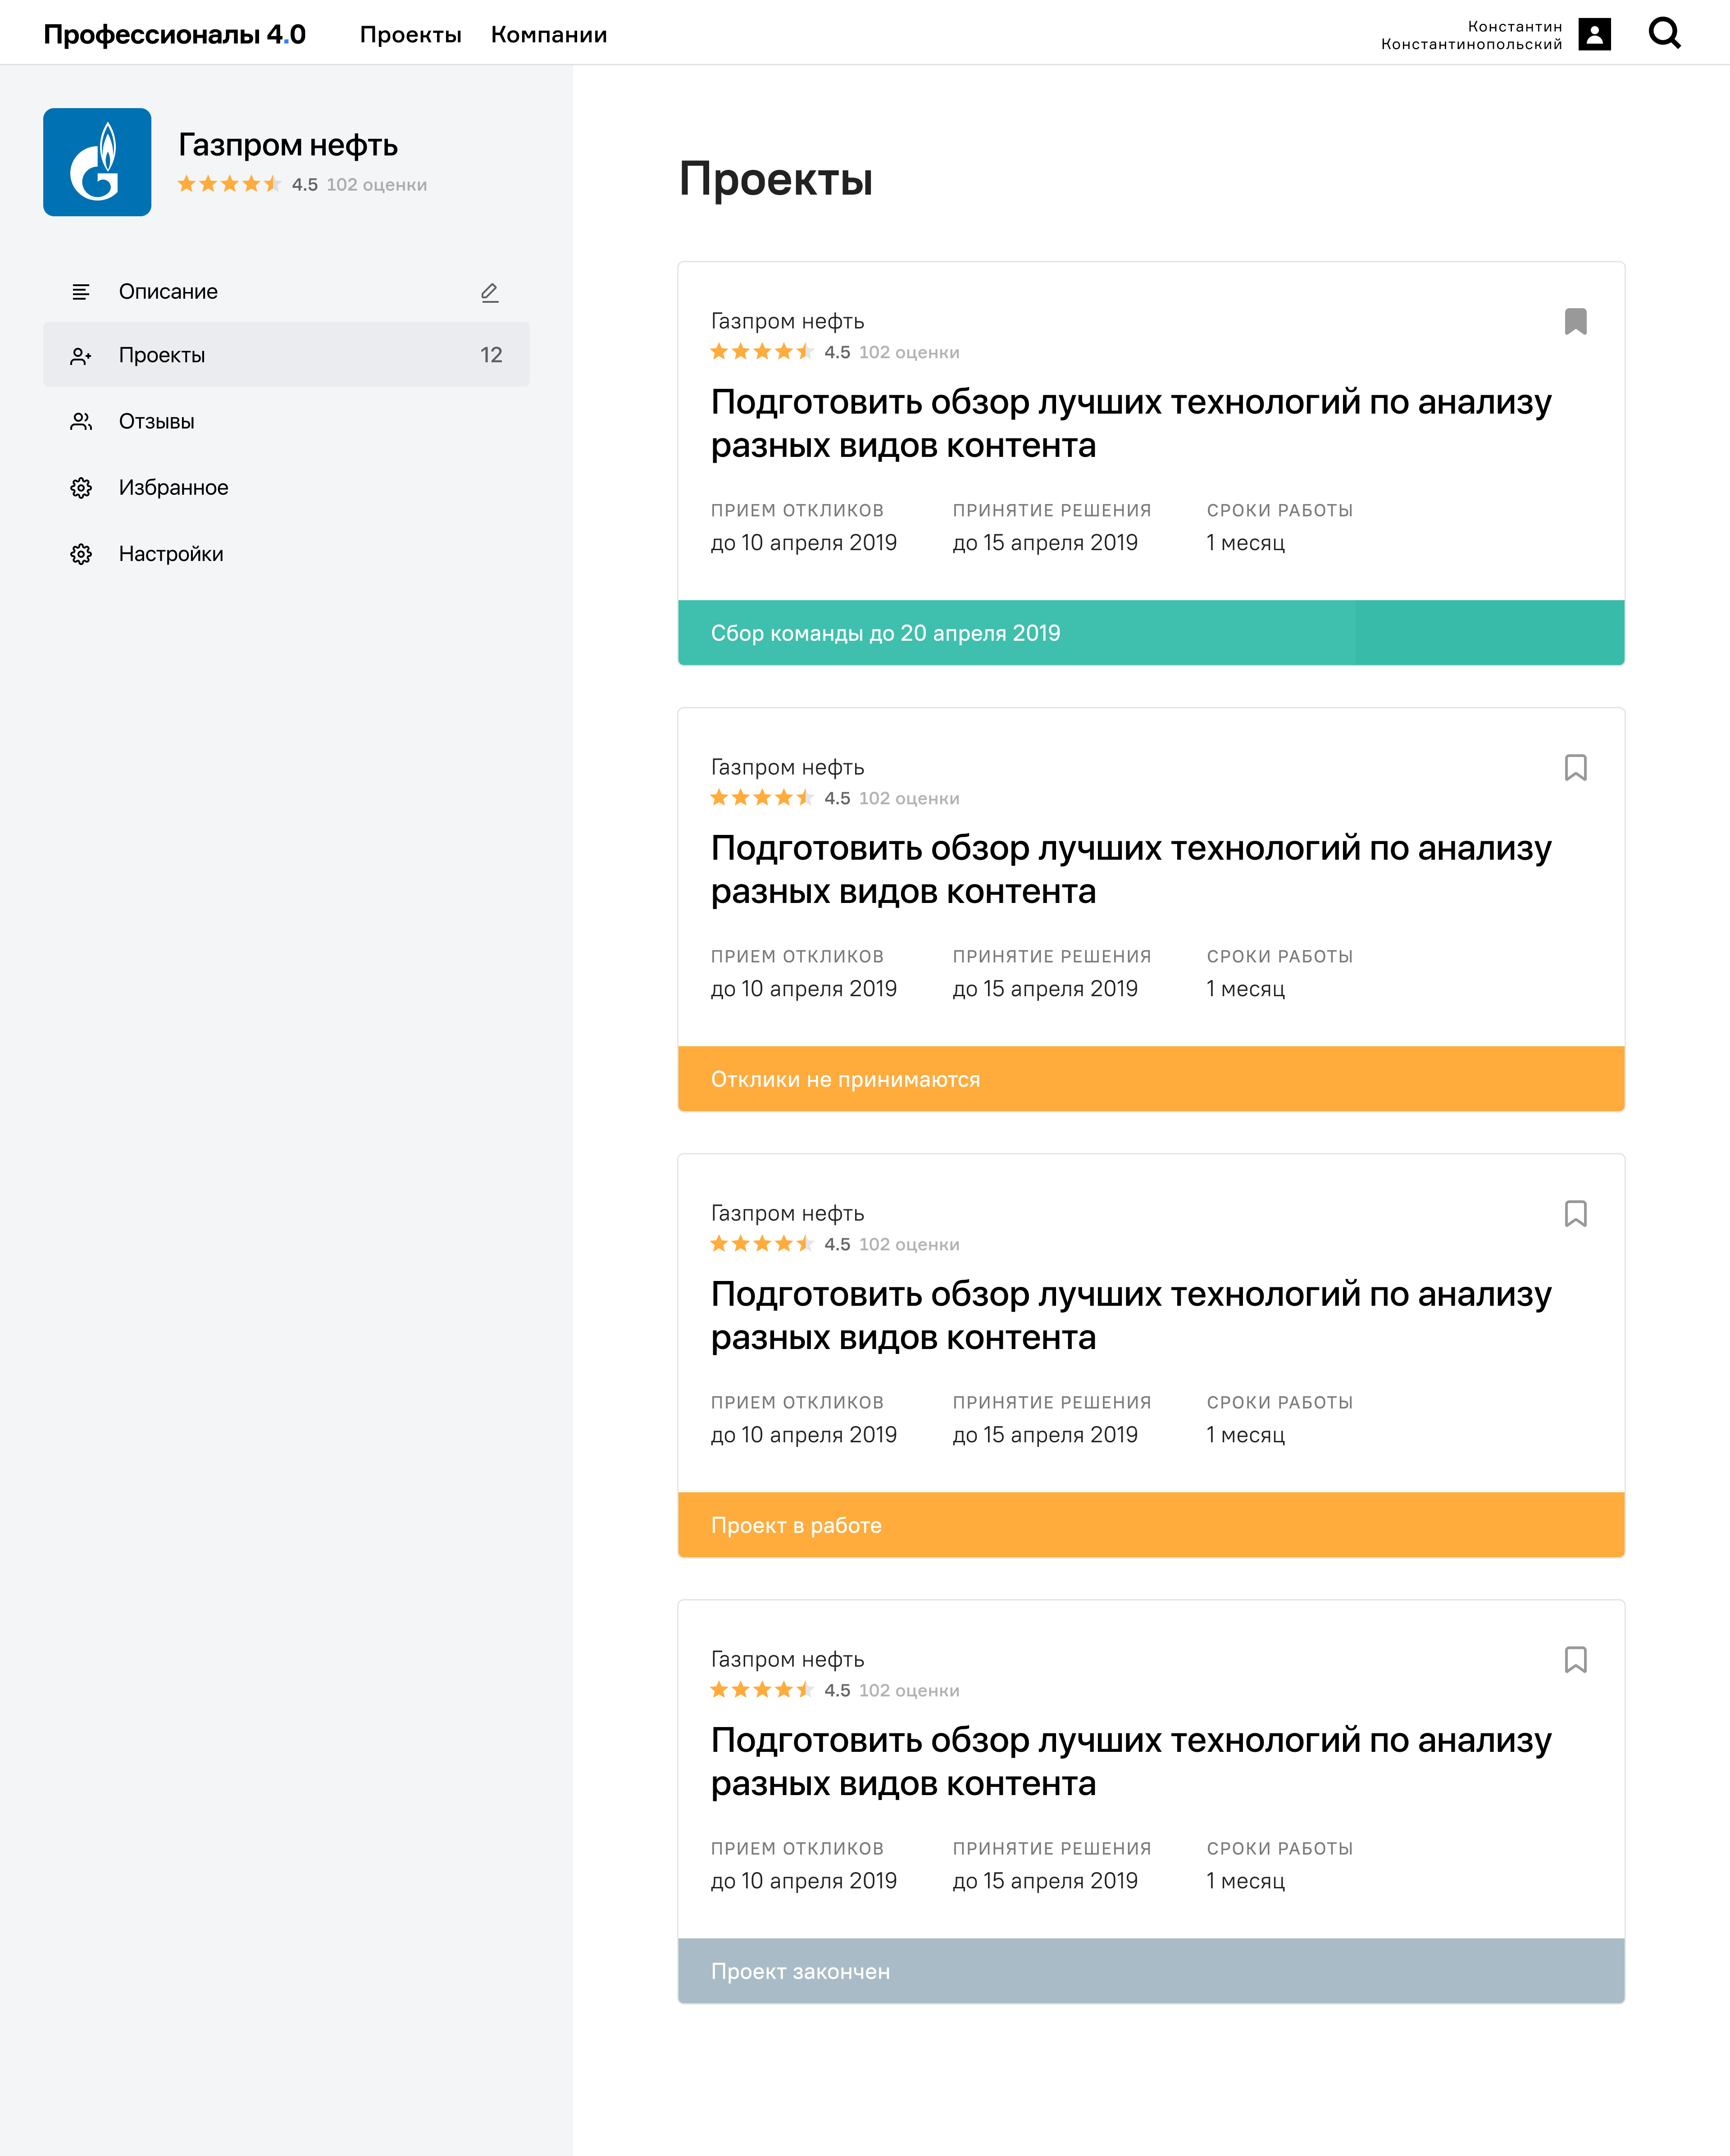 Профессионалы 4.0
Проекты
Компании
Константин
Константинопольский
Газпром нефть
4.5 102 оценки
Описание
Проекты 12
Отзывы
Избранное
Настройки
Проекты
Газпром нефть
4.5 102 оценки
Подготовить обзор лучших технологий по анализу
разных видов контента
ПРИЕМ ОТКЛИКОВ ПРИНЯТИЕ РЕШЕНИЯ СРОКИ РАБОТЫ
до 10 апреля 2019 до 15 апреля 2019 1 месяц
Сбор команды до 20 апреля 2019
Газпром нефть
4.5 102 оценки
Подготовить обзор лучших технологий по анализу
разных видов контента
ПРИЕМ ОТКЛИКОВ ПРИНЯТИЕ РЕШЕНИЯ СРОКИ РАБОТЫ
до 10 апреля 2019 до 15 апреля 2019 1 месяц
Отклики не принимаются
Газпром нефть
4.5 102 оценки
Подготовить обзор лучших технологий по анализу
разных видов контента
ПРИЕМ ОТКЛИКОВ ПРИНЯТИЕ РЕШЕНИЯ СРОКИ РАБОТЫ
до 10 апреля 2019 до 15 апреля 2019 1 месяц
Проект в работе
Газпром нефть
4.5 102 оценки
Подготовить обзор лучших технологий по анализу
разных видов контента
ПРИЕМ ОТКЛИКОВ ПРИНЯТИЕ РЕШЕНИЯ СРОКИ РАБОТЫ
до 10 апреля 2019 до 15 апреля 2019 1 месяц
Проект закончен